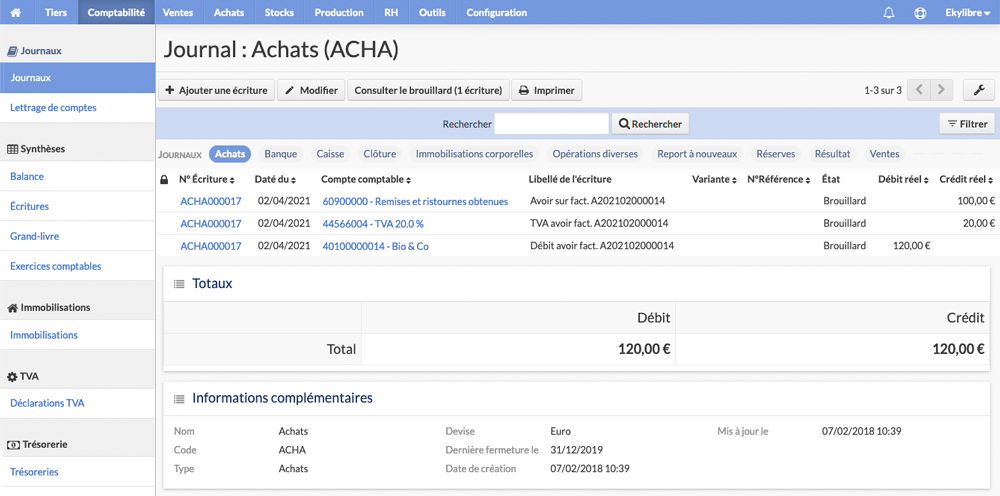 Tiers Comptabilité Ventes Achats Stocks Production RH Outils Configuration Ekylibre
Journaux
Journaux
Lettrage de comptes
Synthèses
Balance
Écritures
Grand-livre
Exercices comptables
Immobilisations
Immobilisations
TVA
Déclarations TVA
Trésorerie
Trésoreries
Journal : Achats (ACHA)
Ajouter une écriture Modifier Consulter le brouillard (1 écriture) Imprimer 1-3 sur 3
Rechercher Rechercher Filtrer
JOURNAUX Achats Banque Caisse Clôture Immobilisations corporelles Opérations diverses Report à nouveaux Réserves Résultat Ventes
N° Écriture Daté du Compte comptable Libellé de l'écriture Variante N°Référence État Débit réel Crédit réel
ACHA000017 02/04/2021 60900000 - Remises et ristournes obtenues Avoir sur fact. A202102000014 Brouillard 100,00 €
ACHA000017 02/04/2021 44566004 - TVA 20.0 % TVA avoir fact. A202102000014 Brouillard 20,00 €
ACHA000017 02/04/2021 40100000014 - Bio & Co Débit avoir fact. A202102000014 Brouillard 120,00 €
Totaux
Débit Crédit
Total 120,00 € 120,00 €
Informations complémentaires
Nom Achats Devise Euro Mis à jour le 07/02/2018 10:39
Code ACHA Dernière fermeture le 31/12/2019
Type Achats Date de création 07/02/2018 10:39